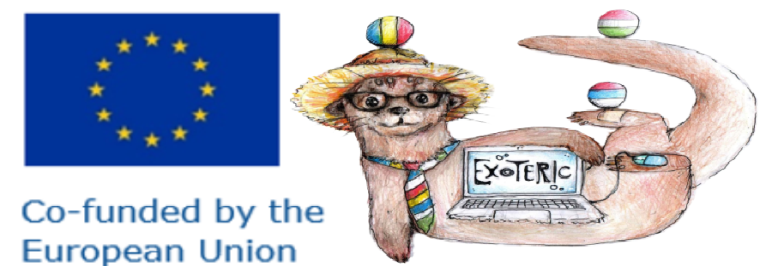 Co-funded by the
European Union
EXOTERIC